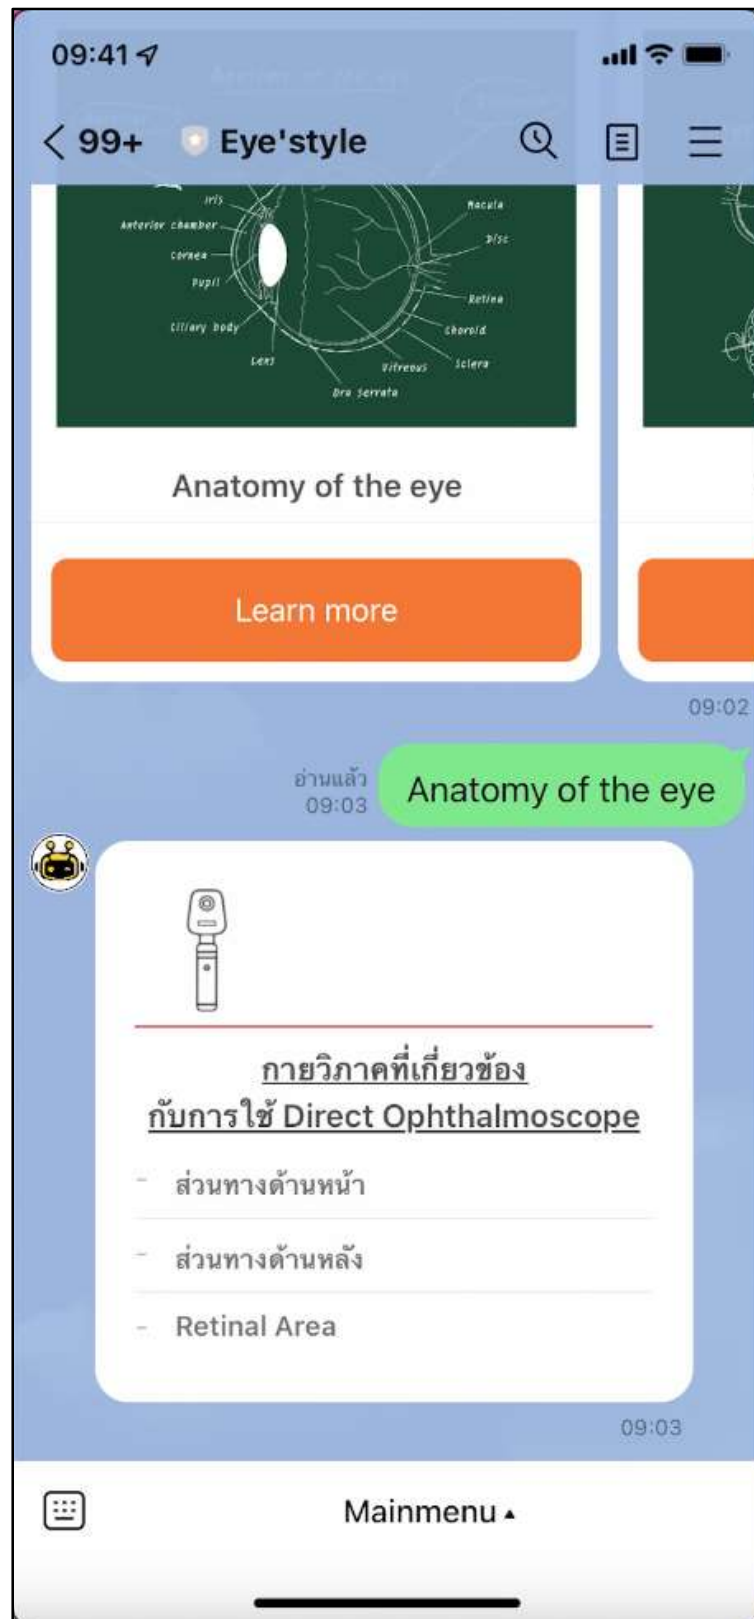 09:41
99+ Eye'style
Iris
Anterior chamber
Cornea
Pupil
Ciliary body
Lens
Ora Serrata
Vitreous
Sclera
Choroid
Retina
Disc
Macula
Anatomy of the eye
Learn more
09:02
อ่านแล้ว
09:03
Anatomy of the eye
กายวิภาคที่เกี่ยวข้อง
กับการใช้ Direct Ophthalmoscope
- ส่วนทางด้านหน้า
- ส่วนทางด้านหลัง
- Retinal Area
09:03
Mainmenu